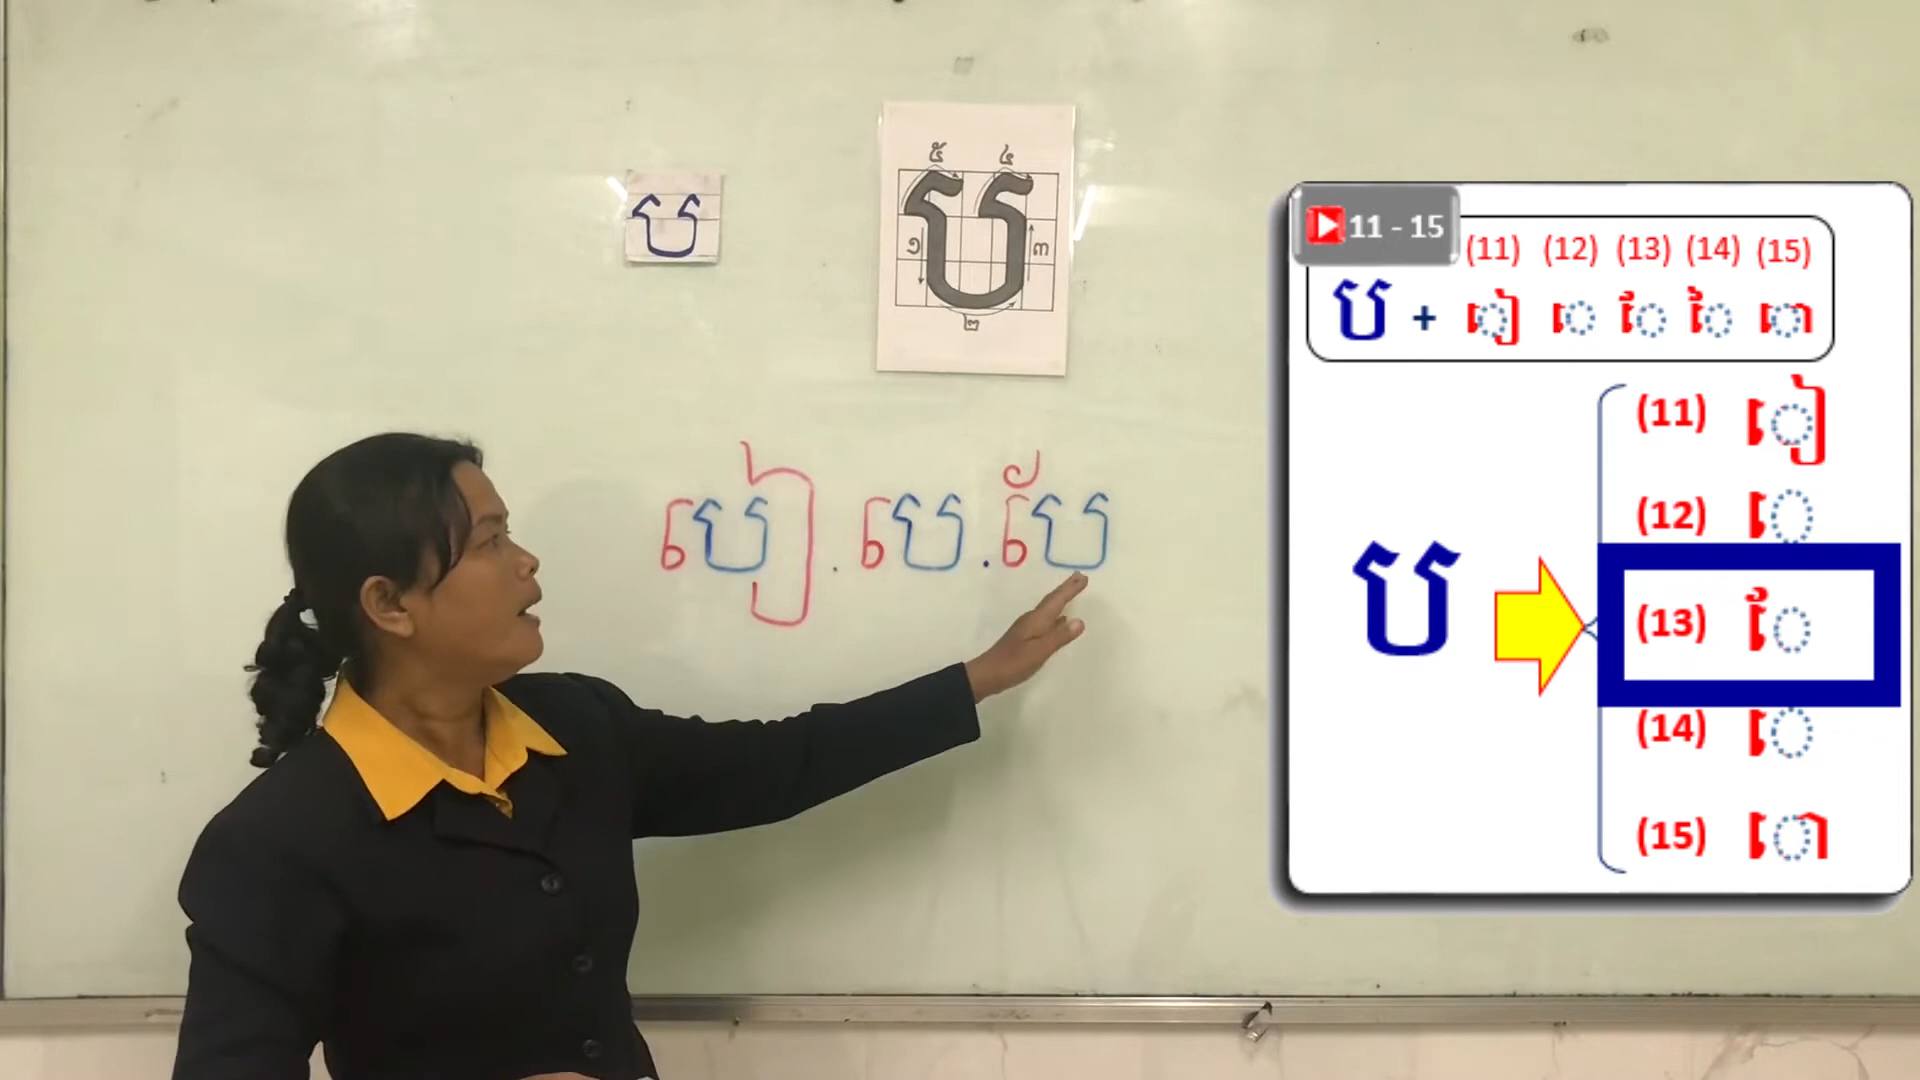 ប
៥ ៤
១ ៣
២
បៀ . បេ . បែ
11 - 15
(11) (12) (13) (14) (15)
ប + ៀ េ ែ ៃ ោ
ប
(11) ៀ
(12) េ
(13) ែ
(14) េ
(15) ោ